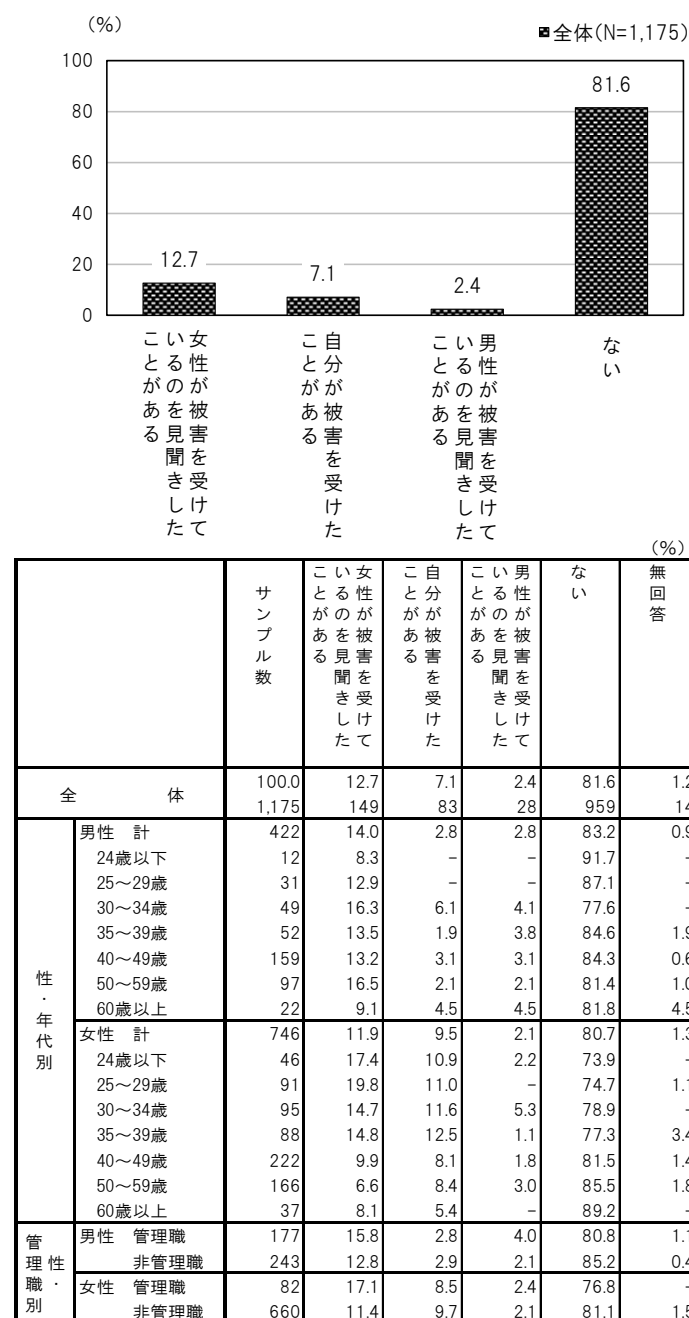 (%)
全体(N=1,175)
100
80
60
40
20
0
12.7
7.1
2.4
81.6
女性が被害を受けて
いるのを見聞きした
ことがある
自分が被害を受けた
ことがある
男性が被害を受けて
いるのを見聞きした
ことがある
ない
(%)
サンプル数
女性が被害を受けて
いるのを見聞きした
ことがある
自分が被害を受けた
ことがある
男性が被害を受けて
いるのを見聞きした
ことがある
ない
無回答
全体 100.0 12.7 7.1 2.4 81.6 1.2
1,175 149 83 28 959 14
性・年代別
男性 計 422 14.0 2.8 2.8 83.2 0.9
24歳以下 12 8.3 - - 91.7 -
25～29歳 31 12.9 - - 87.1 -
30～34歳 49 16.3 6.1 4.1 77.6 -
35～39歳 52 13.5 1.9 3.8 84.6 1.9
40～49歳 159 13.2 3.1 3.1 84.3 0.6
50～59歳 97 16.5 2.1 2.1 81.4 1.0
60歳以上 22 9.1 4.5 4.5 81.8 4.5
女性 計 746 11.9 9.5 2.1 80.7 1.3
24歳以下 46 17.4 10.9 2.2 73.9 -
25～29歳 91 19.8 11.0 - 74.7 1.1
30～34歳 95 14.7 11.6 5.3 78.9 -
35～39歳 88 14.8 12.5 1.1 77.3 3.4
40～49歳 222 9.9 8.1 1.8 81.5 1.4
50～59歳 166 6.6 8.4 3.0 85.5 1.8
60歳以上 37 8.1 5.4 - 89.2 -
性・
管理職別
男性 管理職 177 15.8 2.8 4.0 80.8 1.1
非管理職 243 12.8 2.9 2.1 85.2 0.4
女性 管理職 82 17.1 8.5 2.4 76.8 -
非管理職 660 11.4 9.7 2.1 81.1 1.5